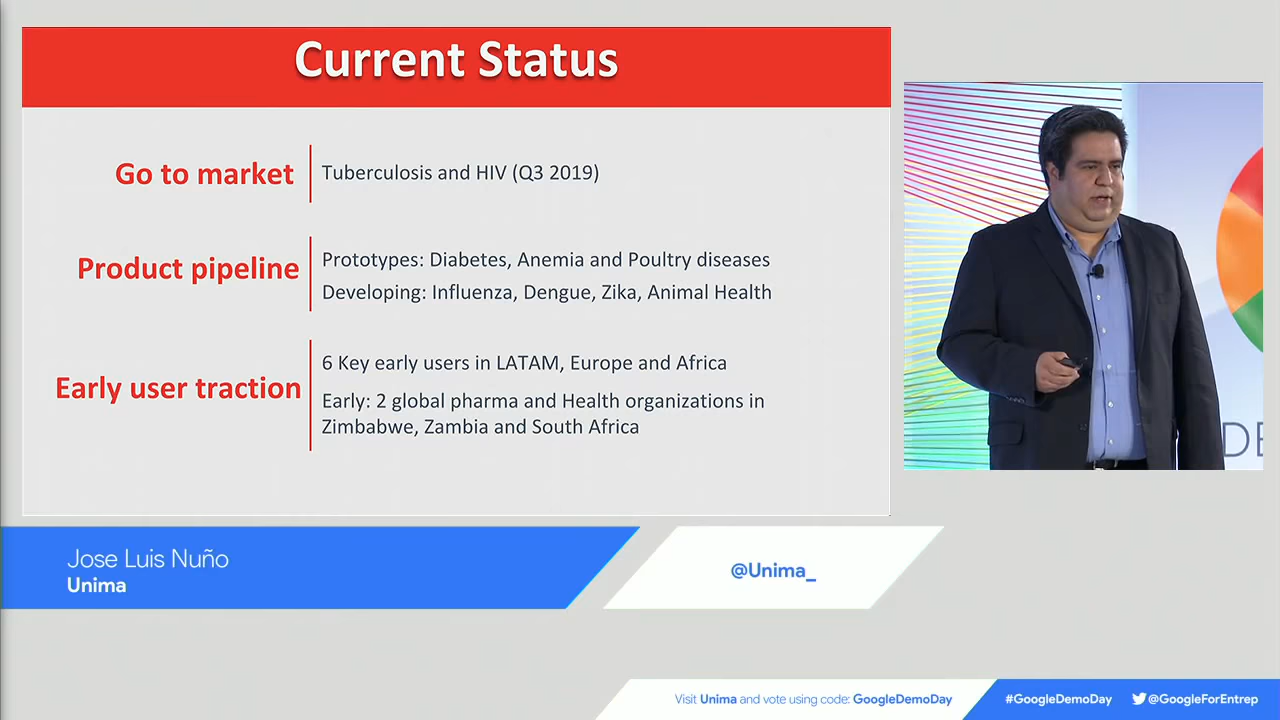 Current Status
Go to market
Tuberculosis and HIV (Q3 2019)
Product pipeline
Prototypes: Diabetes, Anemia and Poultry diseases
Developing: Influenza, Dengue, Zika, Animal Health
Early user traction
6 Key early users in LATAM, Europe and Africa
Early: 2 global pharma and Health organizations in
Zimbabwe, Zambia and South Africa
DE
Jose Luis Nuño
Unima
@Unima_
Visit Unima and vote using code: GoogleDemoDay
#GoogleDemoDay
@GoogleForEntrep